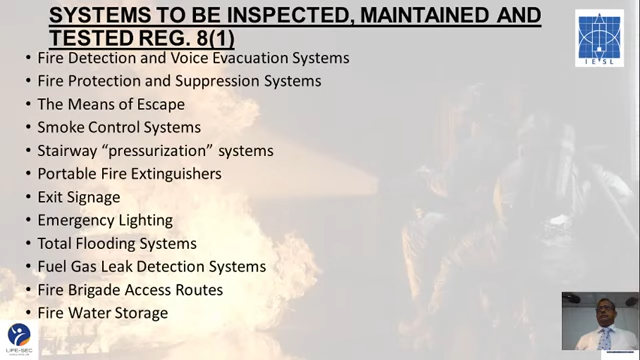 SYSTEMS TO BE INSPECTED, MAINTAINED AND
TESTED REG. 8(1)
IESL
• Fire Detection and Voice Evacuation Systems
• Fire Protection and Suppression Systems
• The Means of Escape
• Smoke Control Systems
• Stairway “pressurization” systems
• Portable Fire Extinguishers
• Exit Signage
• Emergency Lighting
• Total Flooding Systems
• Fuel Gas Leak Detection Systems
• Fire Brigade Access Routes
• Fire Water Storage
LIFE-SEC